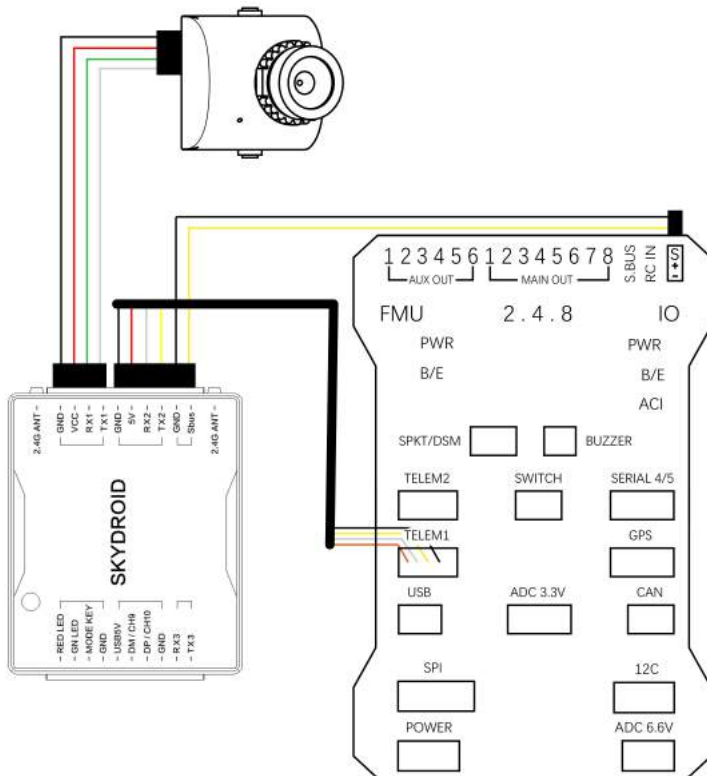 1 2 3 4 5 6 1 2 3 4 5 6 7 8
AUX OUT MAIN OUT
S.BUS
RC IN
S + -
FMU 2 . 4 . 8 IO
PWR PWR
B/E B/E
ACI
SPKT/DSM BUZZER
TELEM2 SWITCH SERIAL 4/5
TELEM1 GPS
USB ADC 3.3V CAN
SPI 12C
POWER ADC 6.6V
2.4G ANT -
GND -
VCC -
RX1 -
TX1 -
GND -
5V -
RX2 -
TX2 -
GND -
Sbus -
2.4G ANT -
SKYDROID
- RED LED
- GN LED
- MODE KEY
- GND
- USB5V
- DM / CH9
- DP / CH10
- GND
- RX3
- TX3